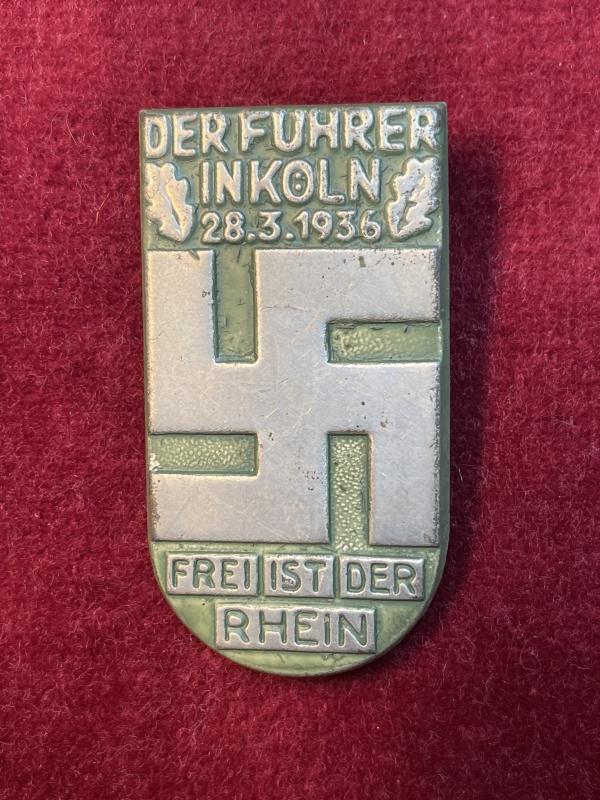 DER FÜHRER
IN KÖLN
28.3.1936
FREI IST DER
RHEiN